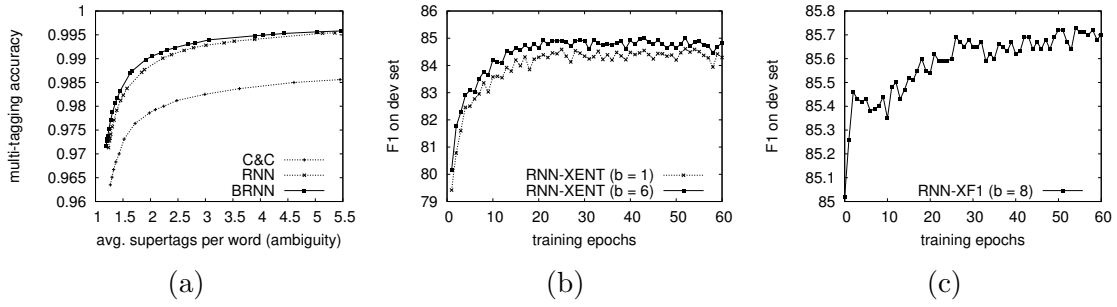 multi-tagging accuracy
1
0.995
0.99
0.985
0.98
0.975
0.97
0.965
0.96
C&C
RNN
BRNN
1 1.5 2 2.5 3 3.5 4 4.5 5 5.5
avg. supertags per word (ambiguity)
(a)
F1 on dev set
86
85
84
83
82
81
80
79
RNN-XENT (b = 1)
RNN-XENT (b = 6)
0 10 20 30 40 50 60
training epochs
(b)
F1 on dev set
85.8
85.7
85.6
85.5
85.4
85.3
85.2
85.1
85
RNN-XF1 (b = 8)
0 10 20 30 40 50 60
training epochs
(c)